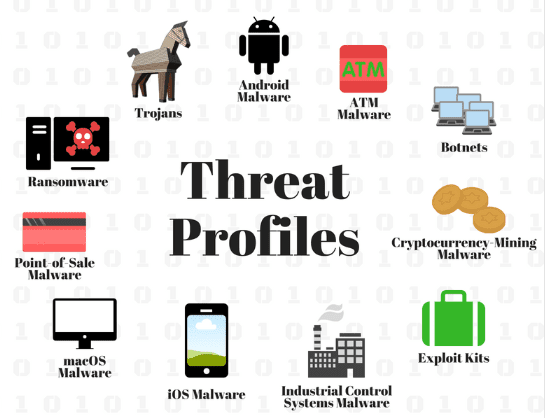 Threat
Profiles
Trojans
Android
Malware
ATM
ATM
Malware
Botnets
Cryptocurrency-Mining
Malware
Exploit Kits
Industrial Control
Systems Malware
iOS Malware
macOS
Malware
Point-of-Sale
Malware
Ransomware